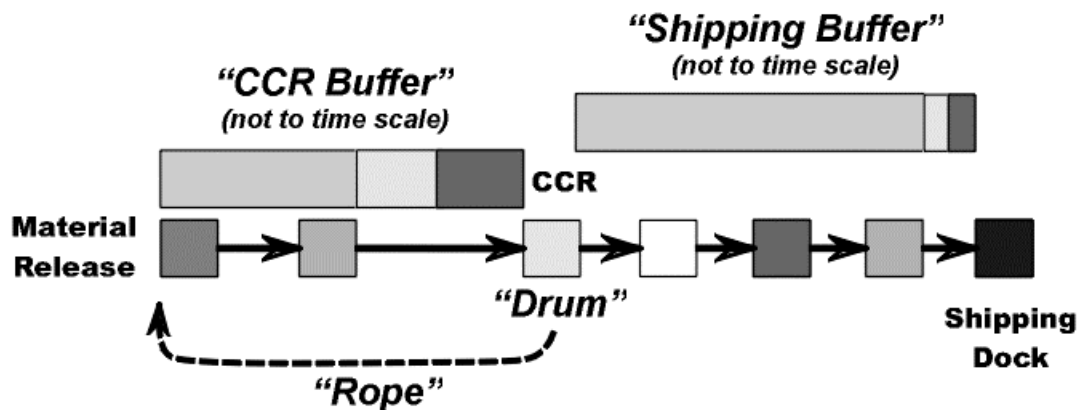 “Shipping Buffer”
(not to time scale)
“CCR Buffer”
(not to time scale)
CCR
Material
Release
“Drum”
Shipping
Dock
“Rope”